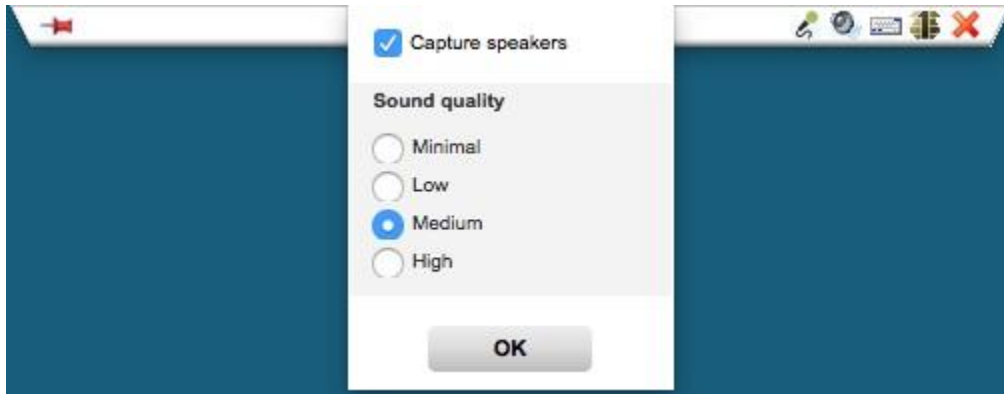 Capture speakers
Sound quality
Minimal
Low
Medium
High
OK